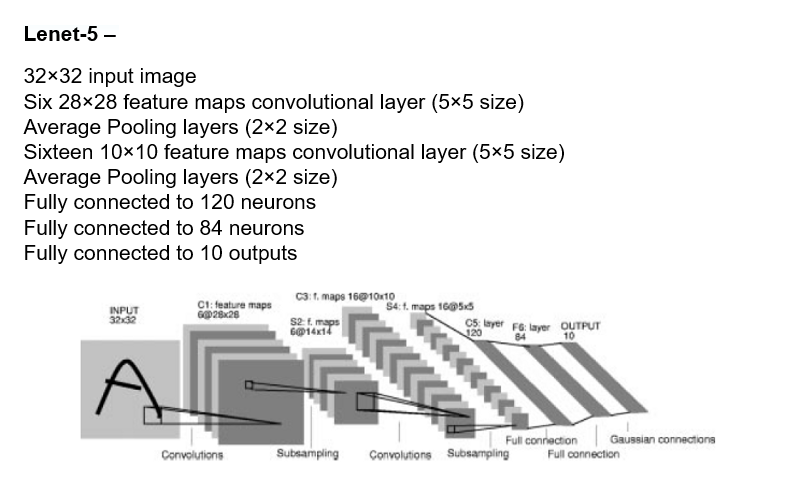 Lenet-5 –
32×32 input image
Six 28×28 feature maps convolutional layer (5×5 size)
Average Pooling layers (2×2 size)
Sixteen 10×10 feature maps convolutional layer (5×5 size)
Average Pooling layers (2×2 size)
Fully connected to 120 neurons
Fully connected to 84 neurons
Fully connected to 10 outputs
INPUT
32x32
C1: feature maps
6@28x28
S2: f. maps
6@14x14
C3: f. maps 16@10x10
S4: f. maps 16@5x5
C5: layer
120
F6: layer
84
OUTPUT
10
Convolutions
Subsampling
Convolutions
Subsampling
Full connection
Full connection
Gaussian connections